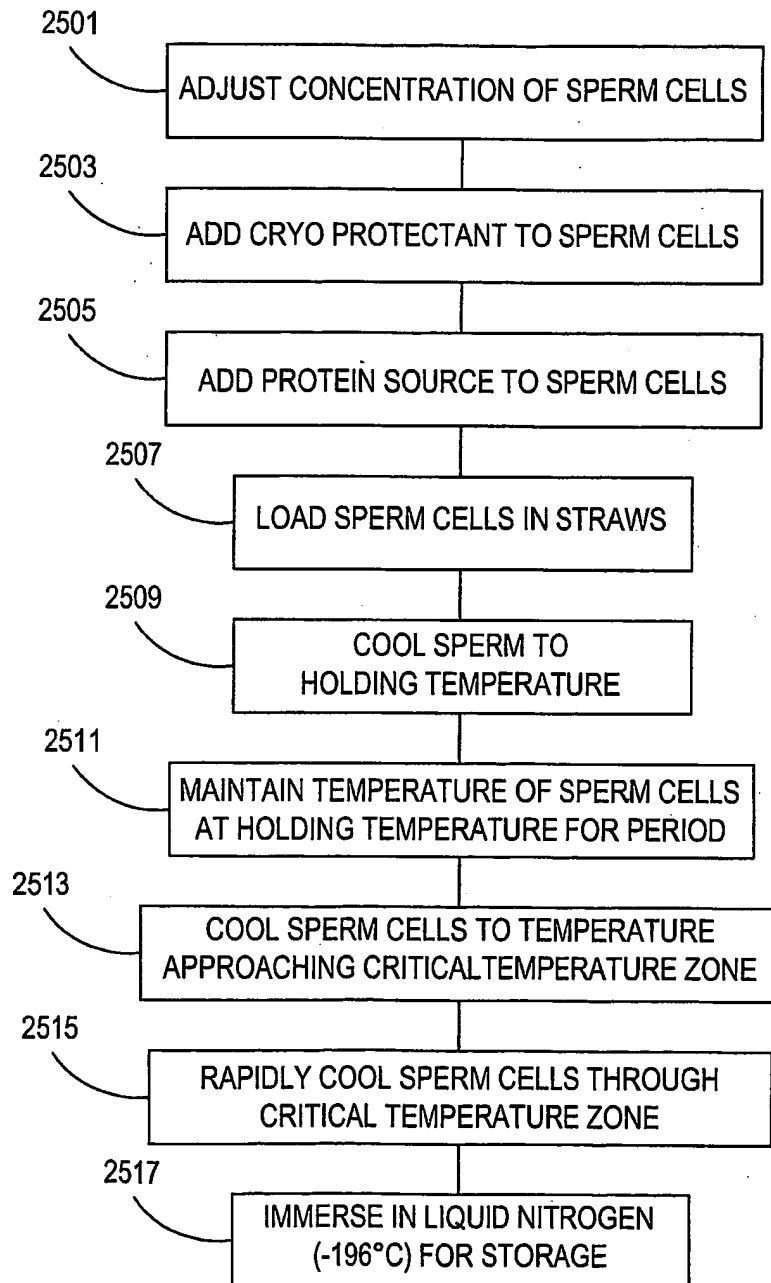 2501
ADJUST CONCENTRATION OF SPERM CELLS
2503
ADD CRYO PROTECTANT TO SPERM CELLS
2505
ADD PROTEIN SOURCE TO SPERM CELLS
2507
LOAD SPERM CELLS IN STRAWS
2509
COOL SPERM TO
HOLDING TEMPERATURE
2511
MAINTAIN TEMPERATURE OF SPERM CELLS
AT HOLDING TEMPERATURE FOR PERIOD
2513
COOL SPERM CELLS TO TEMPERATURE
APPROACHING CRITICALTEMPERATURE ZONE
2515
RAPIDLY COOL SPERM CELLS THROUGH
CRITICAL TEMPERATURE ZONE
2517
IMMERSE IN LIQUID NITROGEN
(-196°C) FOR STORAGE